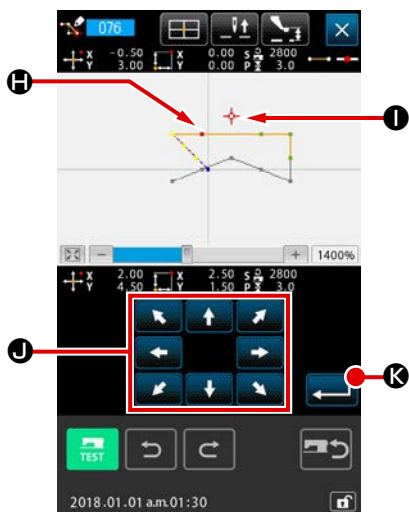 076
X -0.50 X 0.00 S 2800
Y 3.00 Y 0.00 P 3.0
H
I
1400%
X 2.00 X 2.50 S 2800
Y 4.50 Y 1.50 P 3.0
J
K
TEST
2018.01.01 a.m.01:30